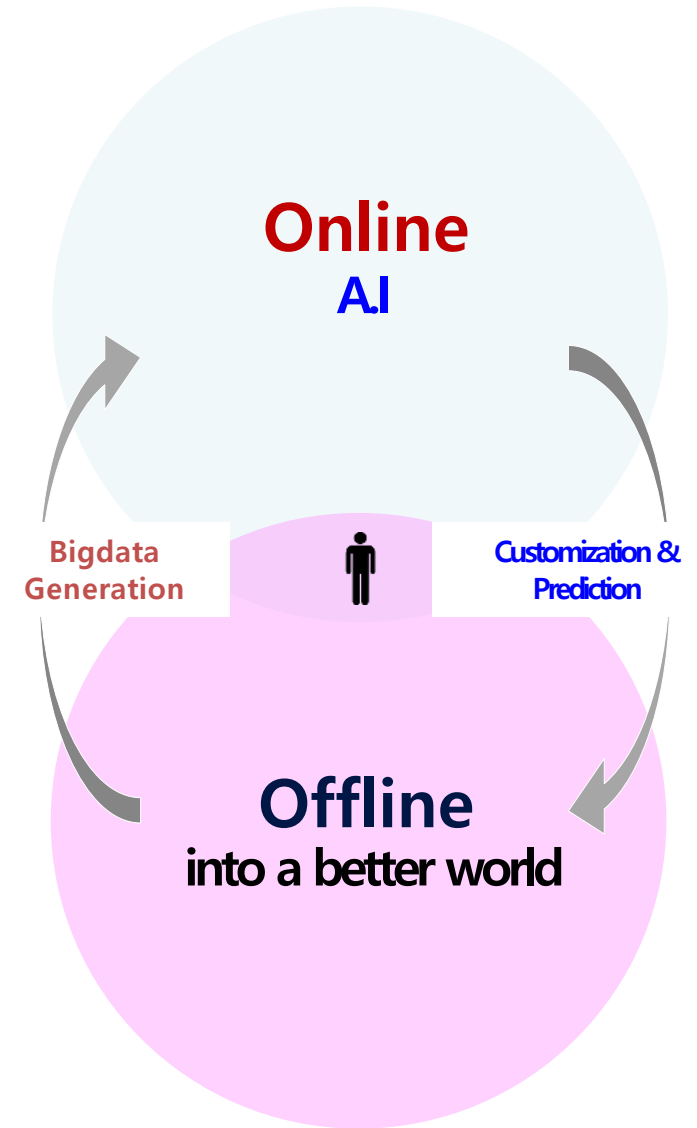 Online
A.I
Bigdata
Generation
Customization &
Prediction
Offline
into a better world